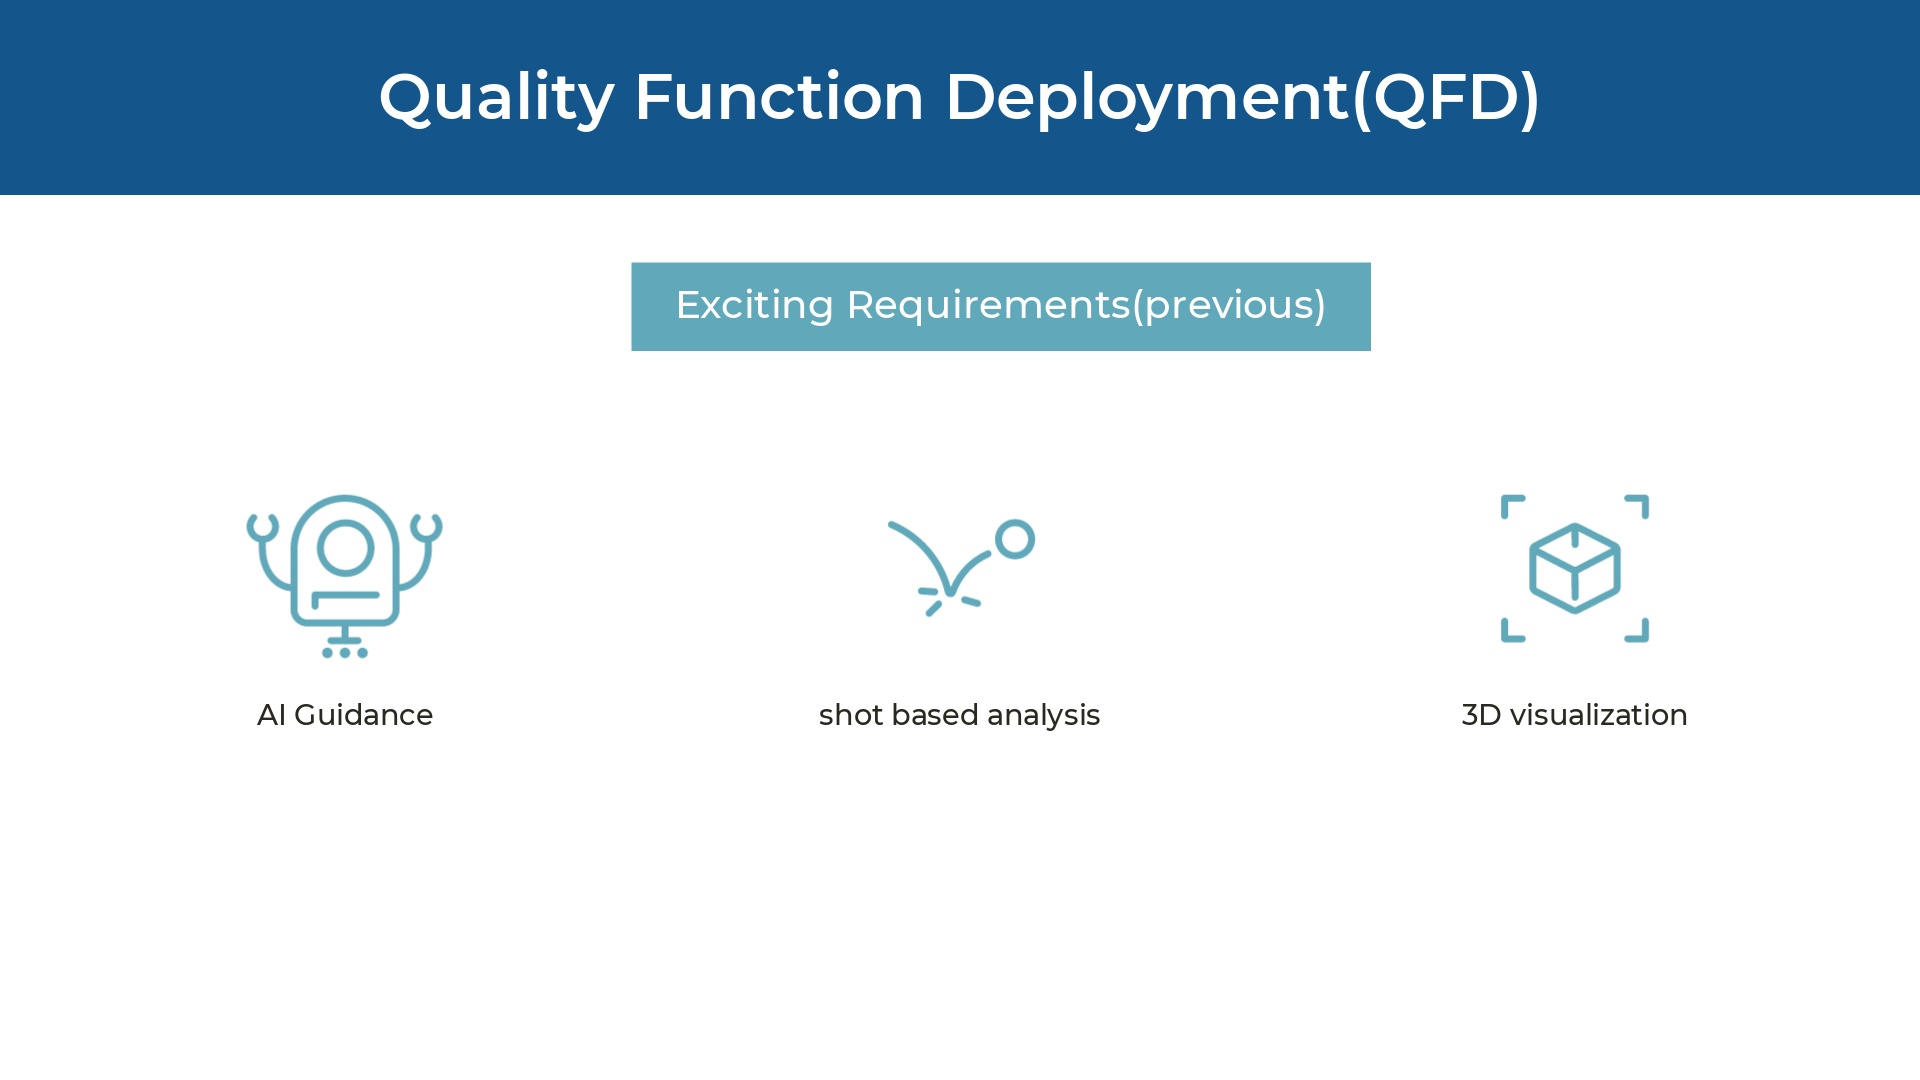 Quality Function Deployment(QFD)
Exciting Requirements(previous)
AI Guidance
shot based analysis
3D visualization